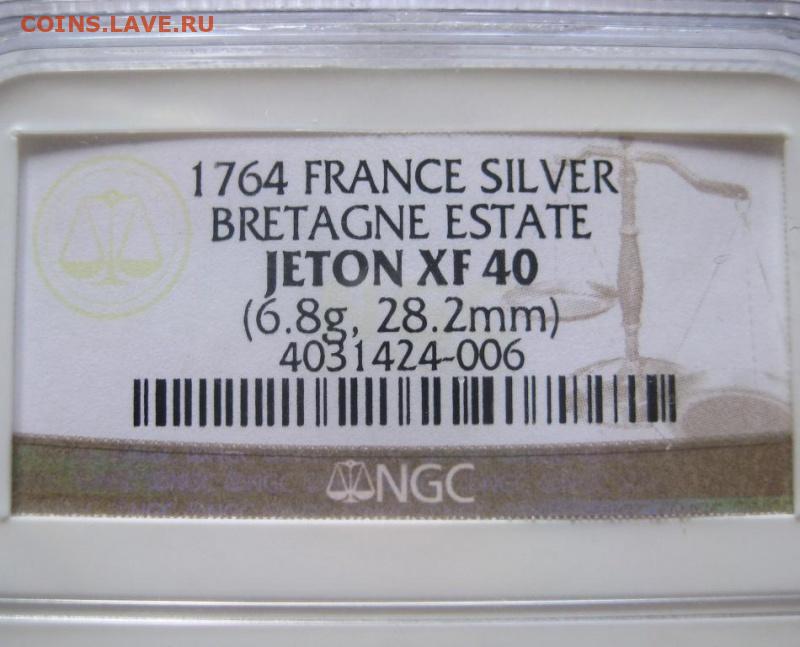 COINS.LAVE.RU
1764 FRANCE SILVER
BRETAGNE ESTATE
JETON XF 40
(6.8g, 28.2mm)
4031424-006
NGC